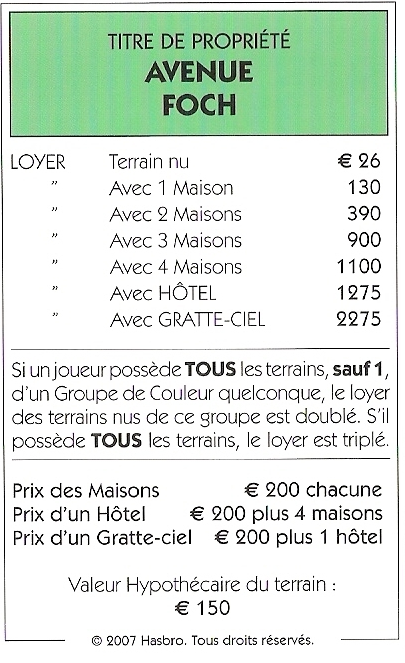 TITRE DE PROPRIÉTÉ
AVENUE
FOCH
LOYER Terrain nu € 26
" Avec 1 Maison 130
" Avec 2 Maisons 390
" Avec 3 Maisons 900
" Avec 4 Maisons 1100
" Avec HÔTEL 1275
" Avec GRATTE-CIEL 2275
Si un joueur possède TOUS les terrains, sauf 1,
d'un Groupe de Couleur quelconque, le loyer
des terrains nus de ce groupe est doublé. S'il
possède TOUS les terrains, le loyer est triplé.
Prix des Maisons € 200 chacune
Prix d'un Hôtel € 200 plus 4 maisons
Prix d'un Gratte-ciel € 200 plus 1 hôtel
Valeur Hypothécaire du terrain :
€ 150
© 2007 Hasbro. Tous droits réservés.